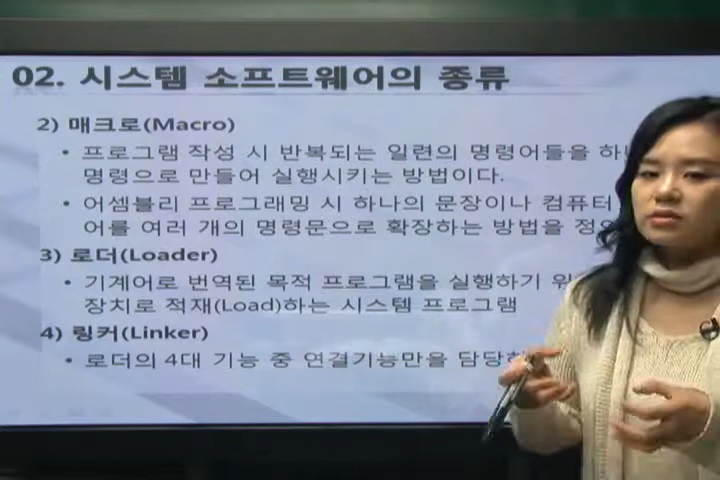 02. 시스템 소프트웨어의 종류
2) 매크로(Macro)
• 프로그램 작성 시 반복되는 일련의 명령어들을
명령으로 만들어 실행시키는 방법이다.
• 어셈블리 프로그래밍 시 하나의 문장이나 컴퓨터
어를 여러 개의 명령문으로 확장하는 방법을
3) 로더(Loader)
• 기계어로 번역된 목적 프로그램을 실행하기
장치로 적재(Load)하는 시스템 프로그램
4) 링커(Linker)
• 로더의 4대 기능 중 연결기능만을